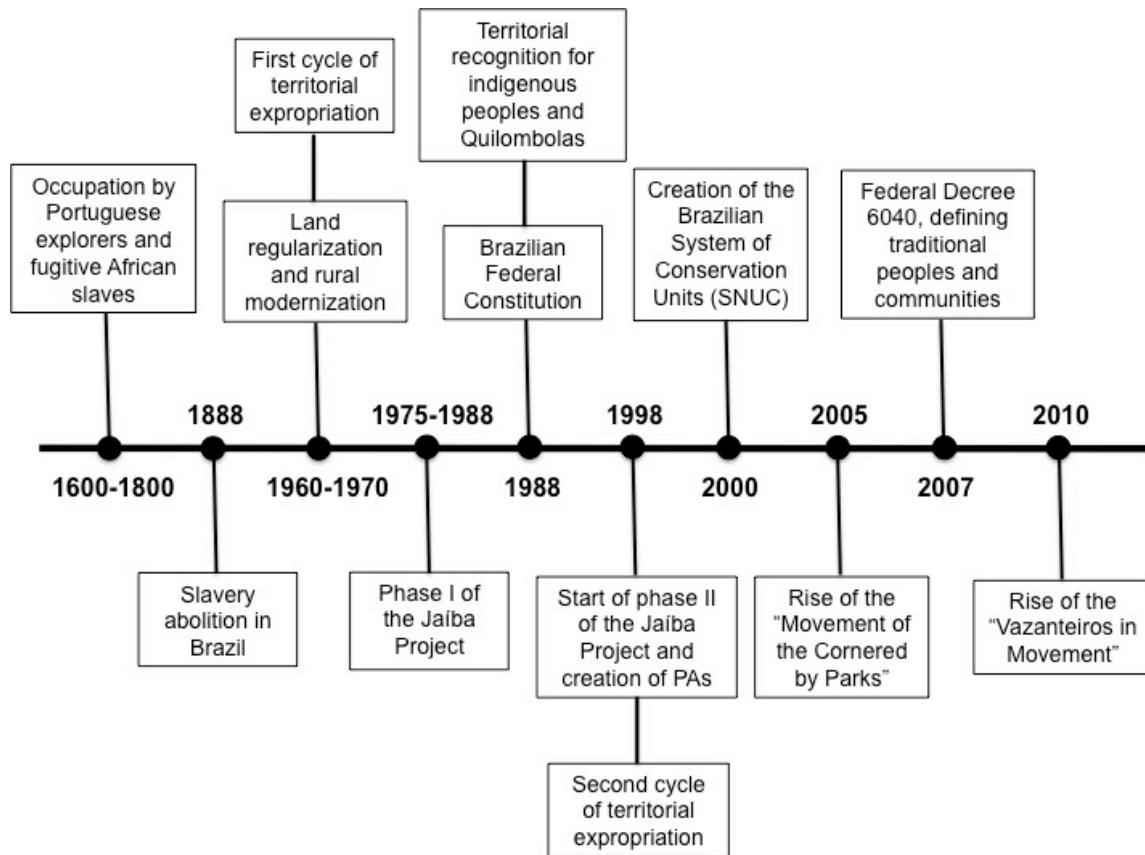 First cycle of
territorial
expropriation
Territorial
recognition for
indigenous
peoples and
Quilombolas
Occupation by
Portuguese
explorers and
fugitive African
slaves
Land
regularization
and rural
modernization
Brazilian
Federal
Constitution
Creation of the
Brazilian
System of
Conservation
Units (SNUC)
Federal Decree
6040, defining
traditional
peoples and
communities
1888
1975-1988
1998
2005
2010
1600-1800
1960-1970
1988
2000
2007
Slavery
abolition in
Brazil
Phase I of
the Jaíba
Project
Start of phase II
of the Jaíba
Project and
creation of PAs
Rise of the
“Movement of
the Cornered
by Parks”
Rise of the
“Vazanteiros in
Movement”
Second cycle
of territorial
expropriation